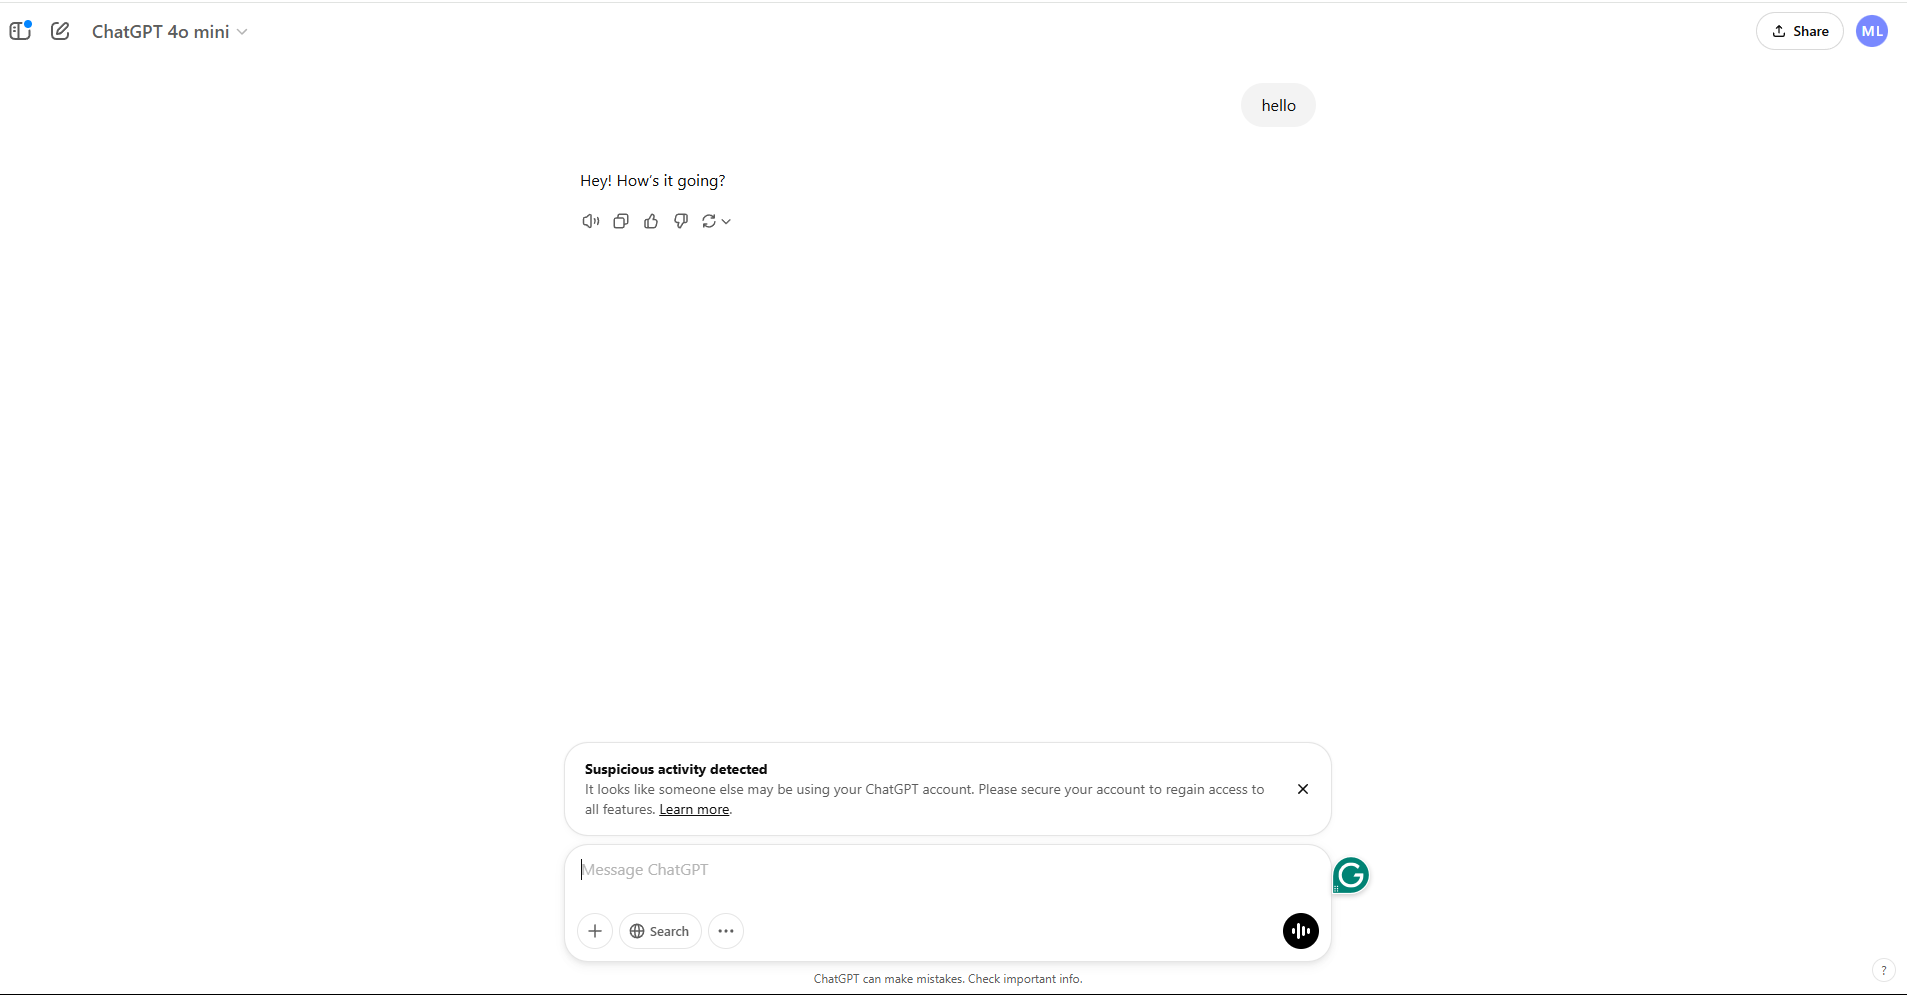 ChatGPT 4o mini
Share
ML
hello
Hey! How's it going?
Suspicious activity detected
It looks like someone else may be using your ChatGPT account. Please secure your account to regain access to
all features. Learn more.
Message ChatGPT
G
Search
ChatGPT can make mistakes. Check important info.
?